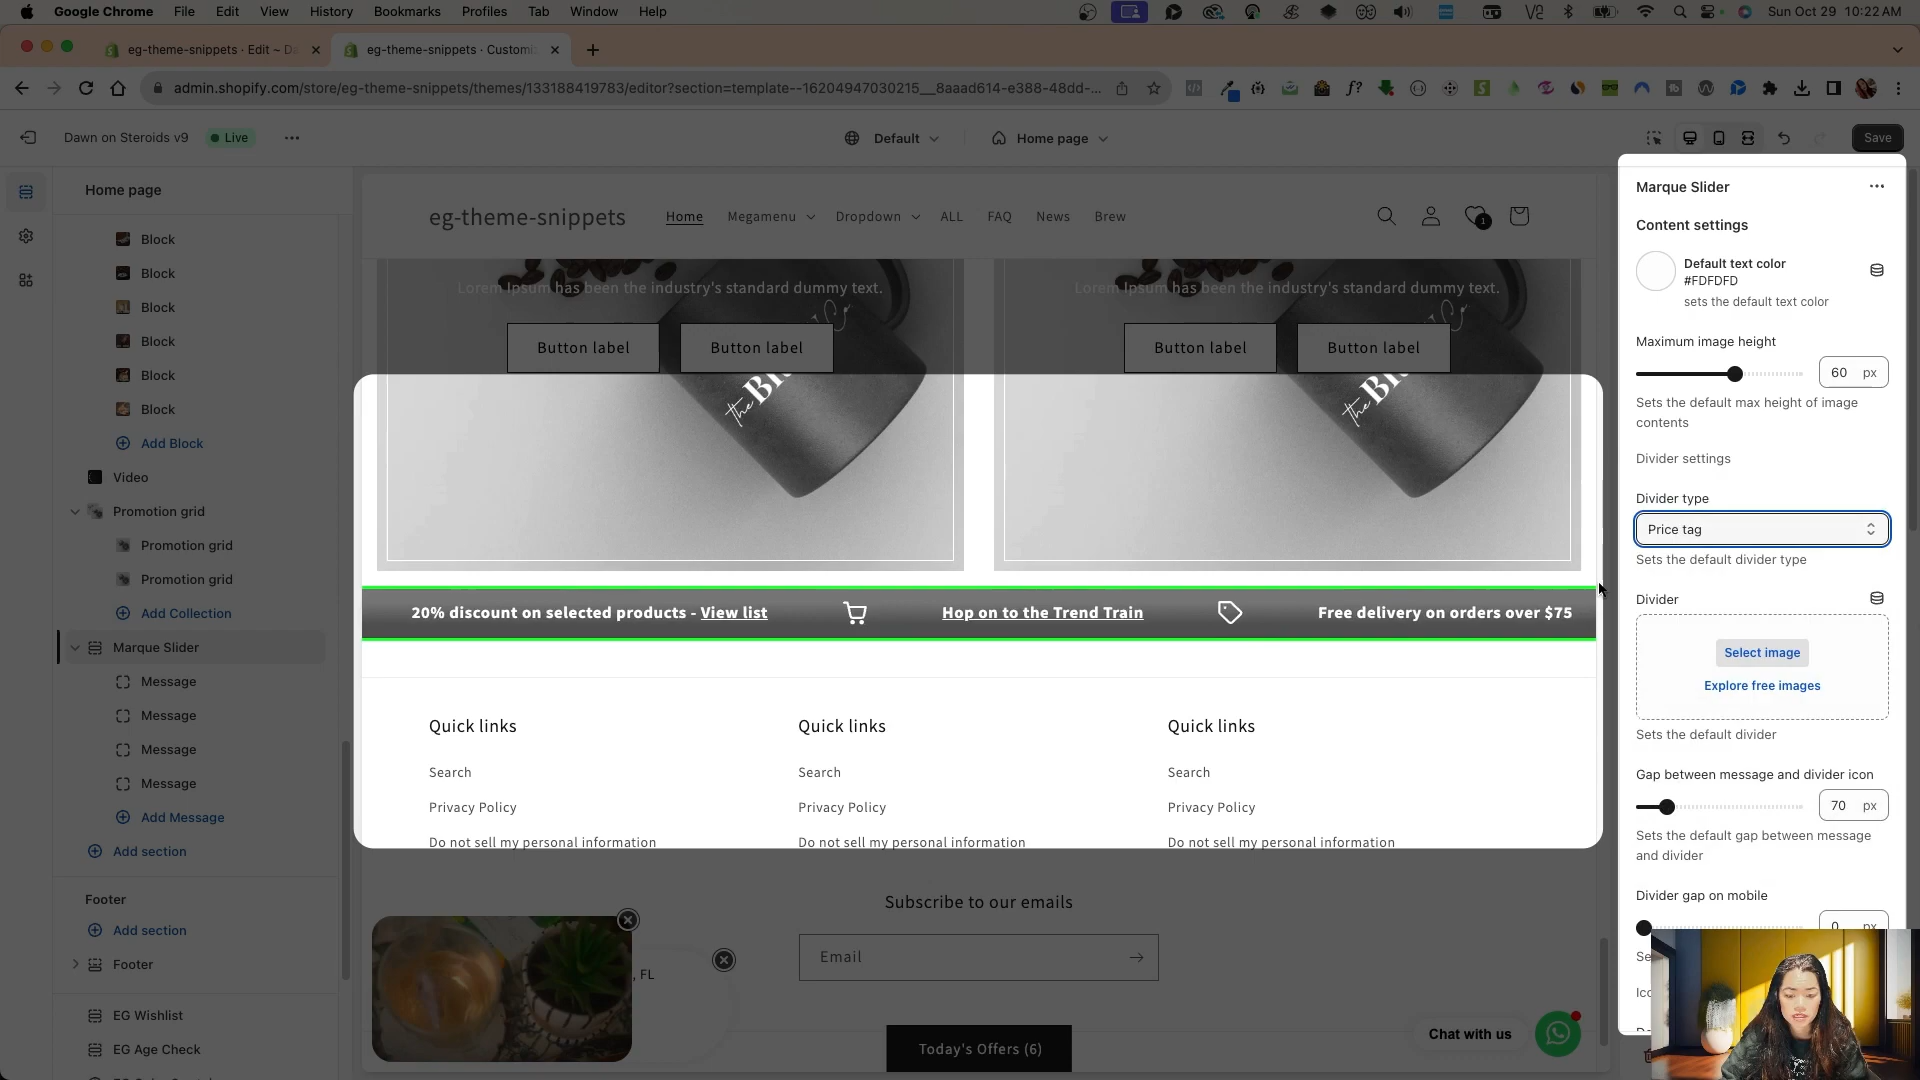 Google Chrome File Edit View History Bookmarks Profiles Tab Window Help
Sun Oct 29 10:22 AM
eg-theme-snippets · Edit ~ Da
eg-theme-snippets · Customi
admin.shopify.com/store/eg-theme-snippets/themes/133188419783/editor?section=template--16204947030215__8aaad614-e388-48dd-...
Dawn on Steroids v9
Live
Default
Home page
Save
Home page
Block
Block
Block
Block
Block
Block
Add Block
Video
Promotion grid
Promotion grid
Promotion grid
Add Collection
Marque Slider
Message
Message
Message
Message
Add Message
Add section
Footer
Add section
Footer
EG Wishlist
EG Age Check
eg-theme-snippets
Home Megamenu Dropdown ALL FAQ News Brew
1
Lorem Ipsum has been the industry's standard dummy text.
Button label Button label
the
Lorem Ipsum has been the industry's standard dummy text.
Button label Button label
the
20% discount on selected products - View list
Hop on to the Trend Train
Free delivery on orders over $75
Quick links
Search
Privacy Policy
Do not sell my personal information
Quick links
Search
Privacy Policy
Do not sell my personal information
Quick links
Search
Privacy Policy
Do not sell my personal information
Subscribe to our emails
Email
, FL
Today's Offers (6)
Chat with us
Marque Slider
Content settings
Default text color
#FDFDFD
sets the default text color
Maximum image height
60 px
Sets the default max height of image
contents
Divider settings
Divider type
Price tag
Sets the default divider type
Divider
Select image
Explore free images
Sets the default divider
Gap between message and divider icon
70 px
Sets the default gap between message
and divider
Divider gap on mobile
0 px